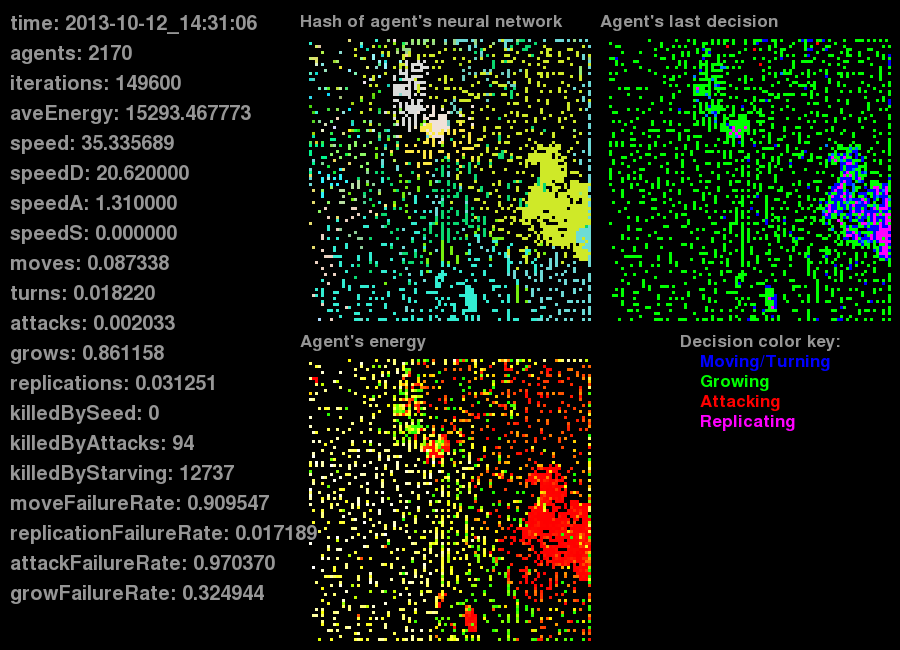 time: 2013-10-12_14:31:06
agents: 2170
iterations: 149600
aveEnergy: 15293.467773
speed: 35.335689
speedD: 20.620000
speedA: 1.310000
speedS: 0.000000
moves: 0.087338
turns: 0.018220
attacks: 0.002033
grows: 0.861158
replications: 0.031251
killedBySeed: 0
killedByAttacks: 94
killedByStarving: 12737
moveFailureRate: 0.909547
replicationFailureRate: 0.017189
attackFailureRate: 0.970370
growFailureRate: 0.324944
Hash of agent's neural network
Agent's last decision
Agent's energy
Decision color key:
Moving/Turning
Growing
Attacking
Replicating